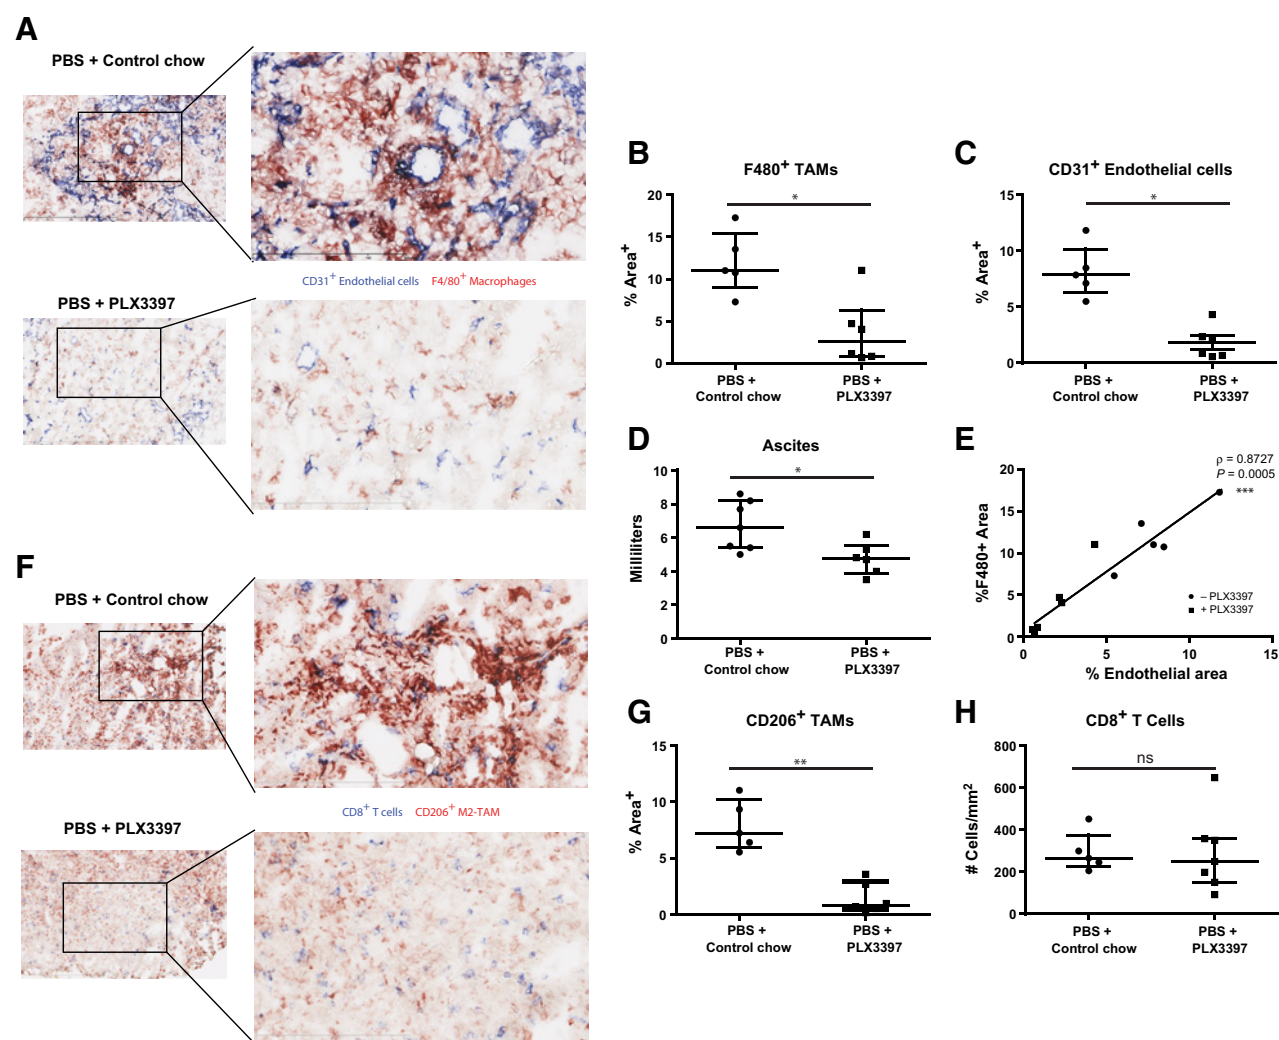 A
PBS + Control chow
CD31+ Endothelial cells F4/80+ Macrophages
PBS + PLX3397
B
F480+ TAMs
*
20
15
10
5
0
% Area+
PBS +
Control chow
PBS +
PLX3397
C
CD31+ Endothelial cells
*
15
10
5
0
% Area+
PBS +
Control chow
PBS +
PLX3397
D
Ascites
*
10
8
6
4
2
0
Milliliters
PBS +
Control chow
PBS +
PLX3397
E
ρ = 0.8727
P = 0.0005
***
20
15
10
5
0
%F480+ Area
– PLX3397
+ PLX3397
0 5 10 15
% Endothelial area
F
PBS + Control chow
CD8+ T cells CD206+ M2-TAM
PBS + PLX3397
G
CD206+ TAMs
**
15
10
5
0
% Area+
PBS +
Control chow
PBS +
PLX3397
H
CD8+ T Cells
ns
800
600
400
200
0
# Cells/mm2
PBS +
Control chow
PBS +
PLX3397